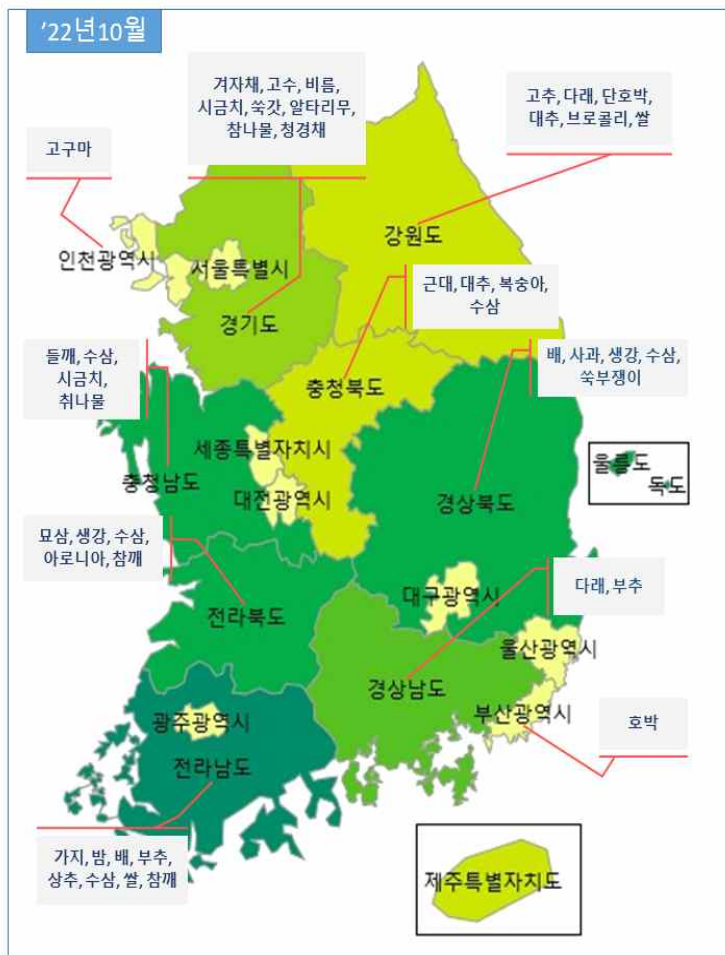 '22년10월
겨자채, 고수, 비름,
시금치, 쑥갓, 알타리무,
참나물, 청경채
고추, 다래, 단호박,
대추, 브로콜리, 쌀
고구마
강원도
인천광역시
서울특별시
경기도
근대, 대추, 복숭아,
수삼
들깨, 수삼,
시금치,
취나물
배, 사과, 생강, 수삼,
쑥부쟁이
충청북도
세종특별자치시
충청남도
대전광역시
경상북도
울릉도
독도
묘삼, 생강, 수삼,
아로니아, 참깨
다래, 부추
대구광역시
전라북도
울산광역시
경상남도
부산광역시
호박
광주광역시
전라남도
가지, 밤, 배, 부추,
상추, 수삼, 쌀, 참깨
제주특별자치도